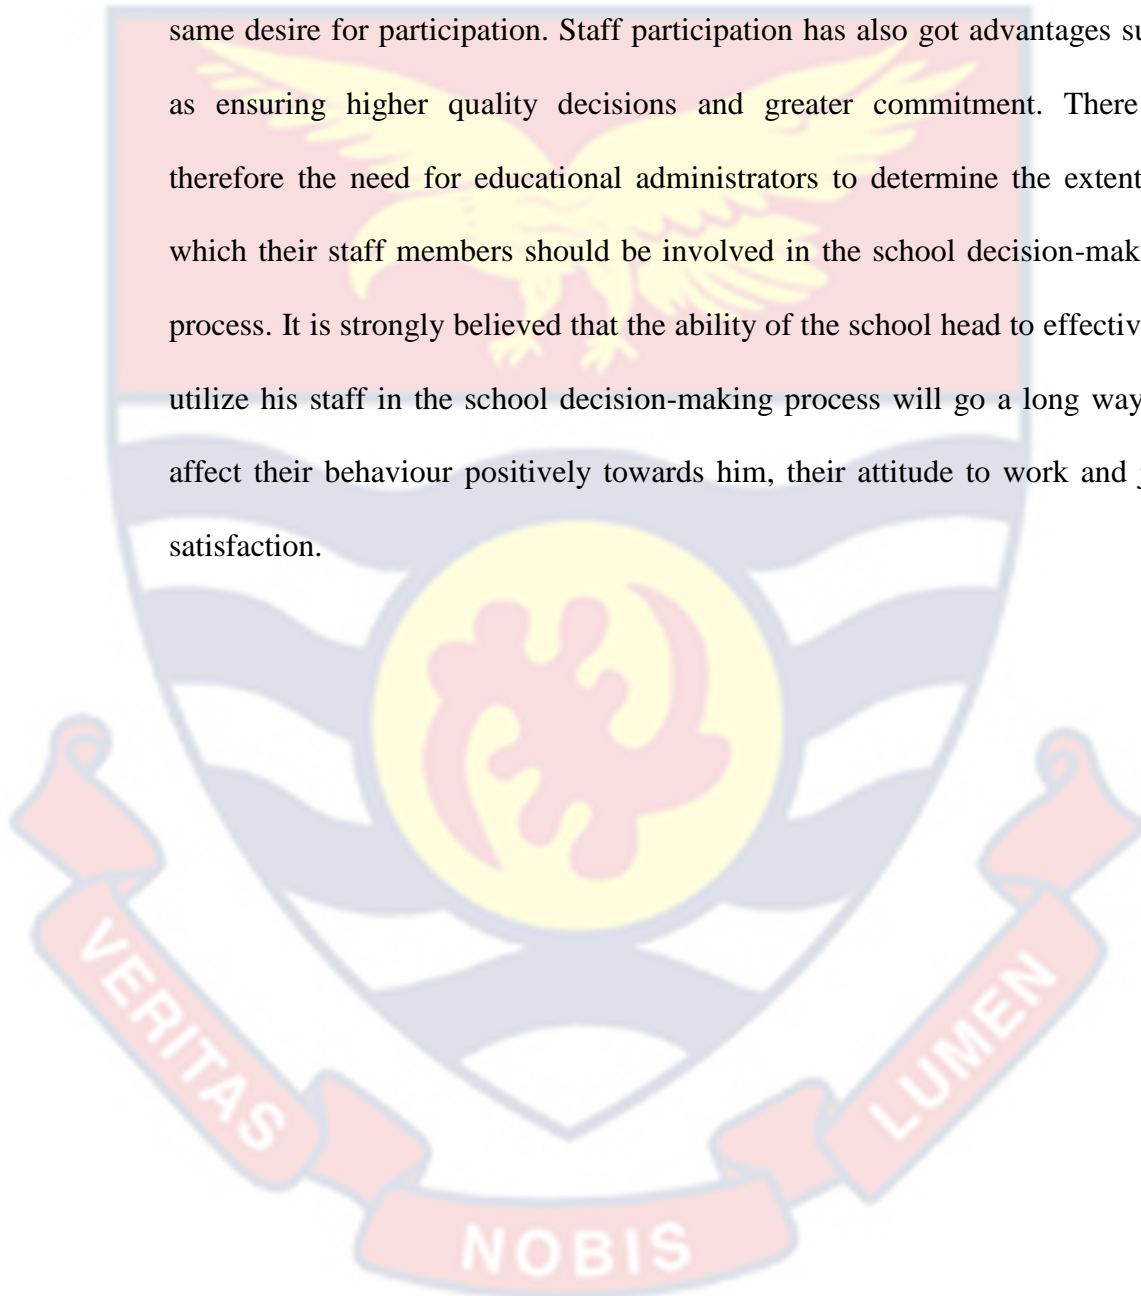 same desire for participation. Staff participation has also got advantages su
as ensuring higher quality decisions and greater commitment. There
therefore the need for educational administrators to determine the extent
which their staff members should be involved in the school decision-maki
process. It is strongly believed that the ability of the school head to effectiv
utilize his staff in the school decision-making process will go a long way
affect their behaviour positively towards him, their attitude to work and j
satisfaction.
VERITAS
NOBIS
LUMEN